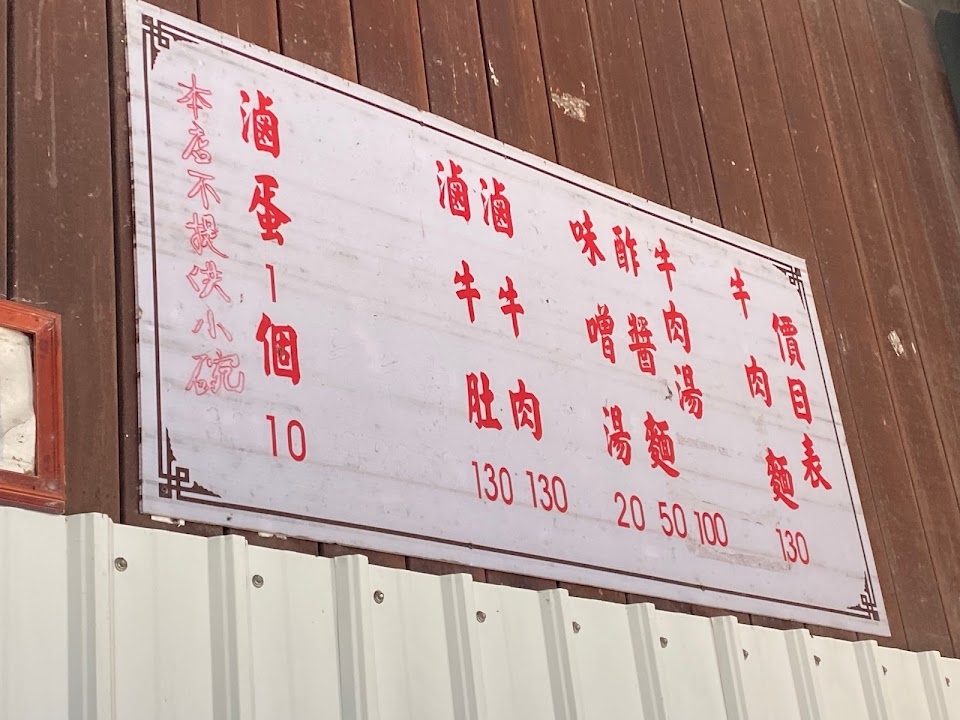 價目表
牛肉麵 130
牛肉湯 100
酢醬麵 50
味噌湯 20
滷牛肉 130
滷牛肚 130
滷蛋1個 10
本店不提供小碗